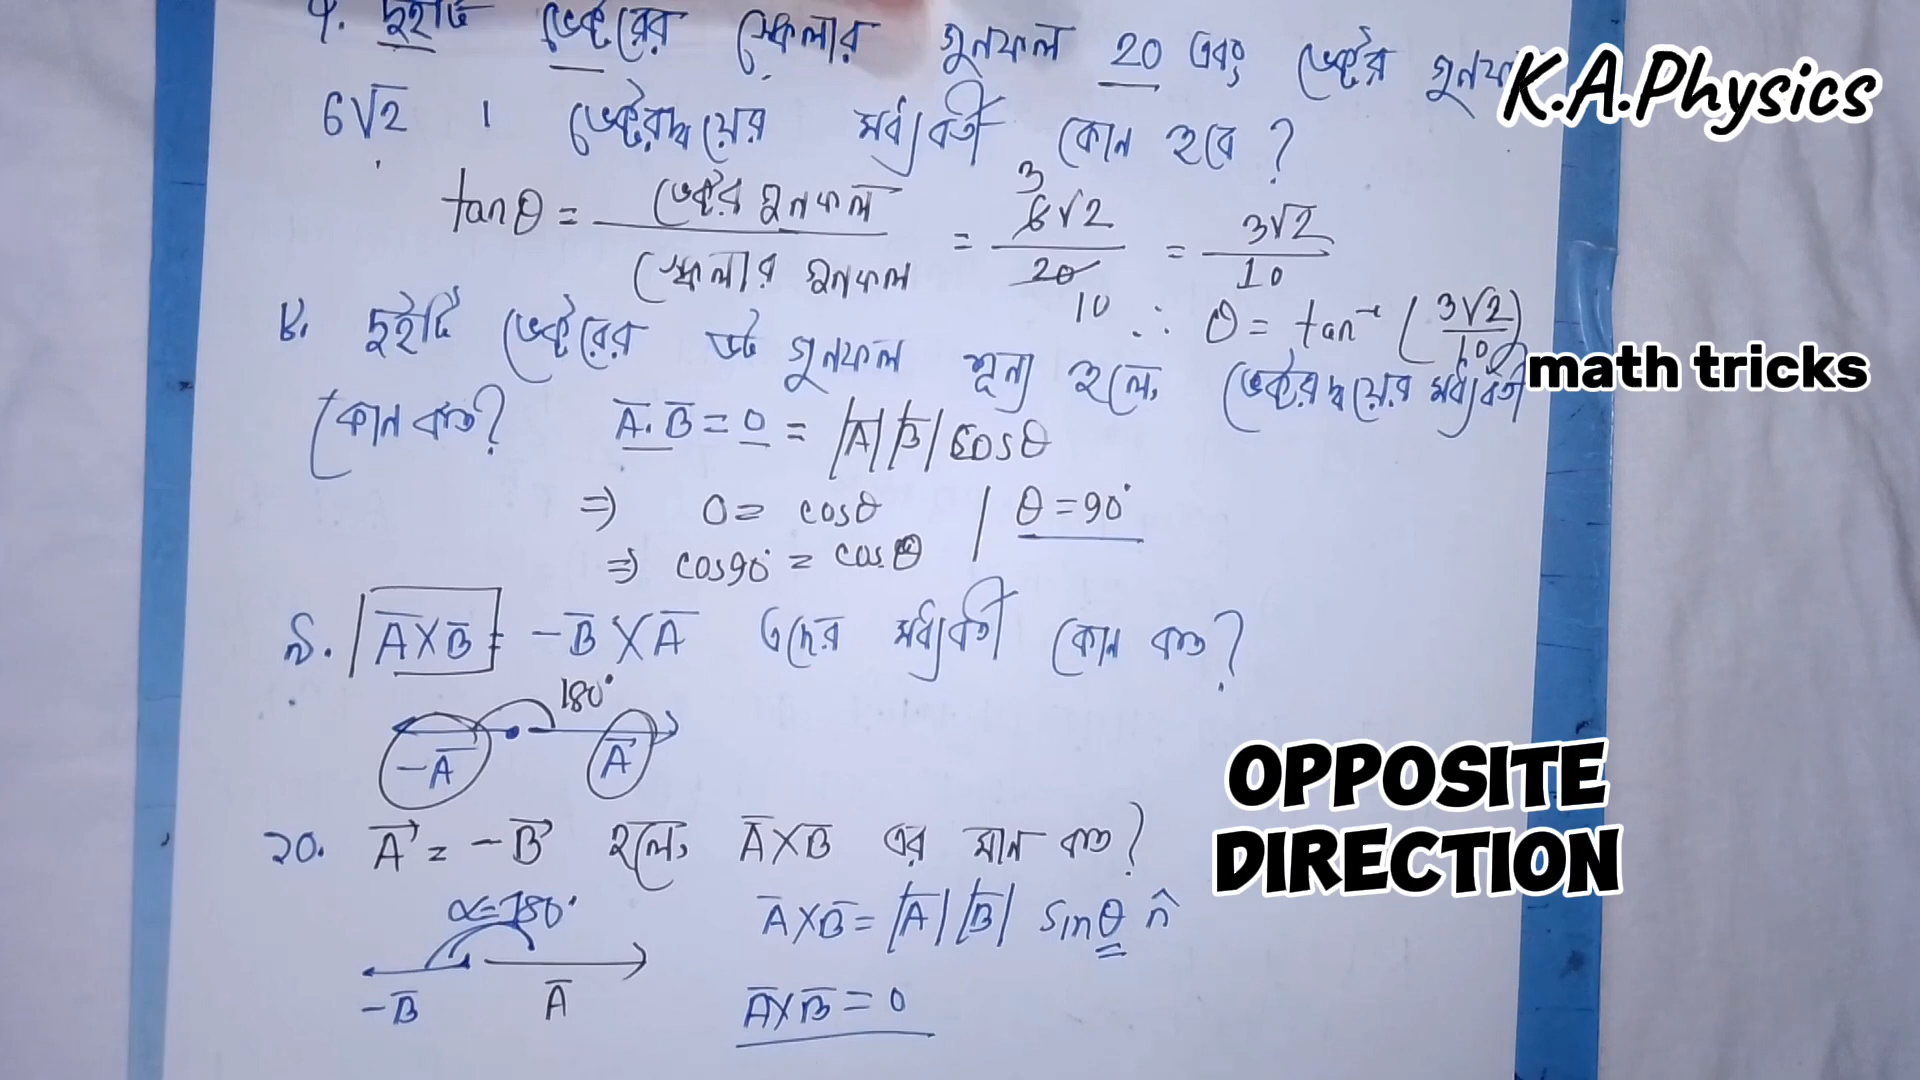 ৭. দুইটি ভেক্টরের স্কেলার গুনফল 20 এবং ভেক্টর
K.A.Physics
6√2 । ভেক্টরদ্বয়ের মধ্যবর্তী কোন হবে ?
tanθ = ভেক্টর গুনফল / স্কেলার গুনফল = 6√2 / 20 = 3√2 / 10
3
10 ∴ θ = tan⁻¹ (3√2 / 10)
৮. দুইটি ভেক্টরের ডট গুনফল শূন্য হলে, ভেক্টরদ্বয়ের মধ্যবর্তী
math tricks
কোন কত? A̅.B̅ = 0 = |A̅||B̅| cosθ
⇒ 0 = cosθ | θ = 90°
⇒ cos90° = cosθ
৯. |A̅×B̅ = -B̅×A̅ এদের মধ্যবর্তী কোন কত?
180°
-A̅ A⃗
OPPOSITE
DIRECTION
১০. A⃗ = -B⃗ হলে, A̅×B̅ এর মান কত?
α=180°
A̅×B̅ = |A̅||B̅| sinθ n̂
-B̅ A̅
A̅×B̅ = 0